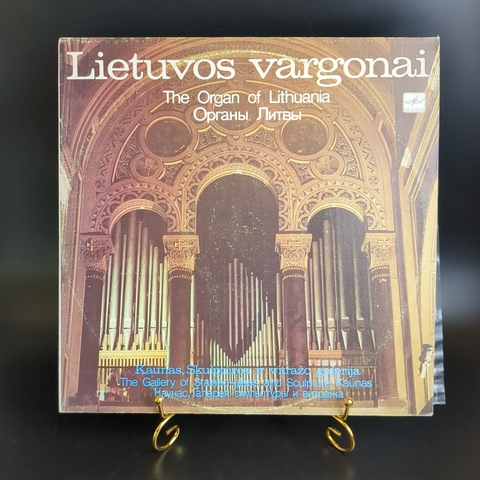 Lietuvos vargonai
The Organ of Lithuania
Органы Литвы
Kaunas. Skulptūros ir vitražo galerija
The Gallery of Stained-glass and Sculpture. Kaunas
Каунас. Галерея скульптуры и витража